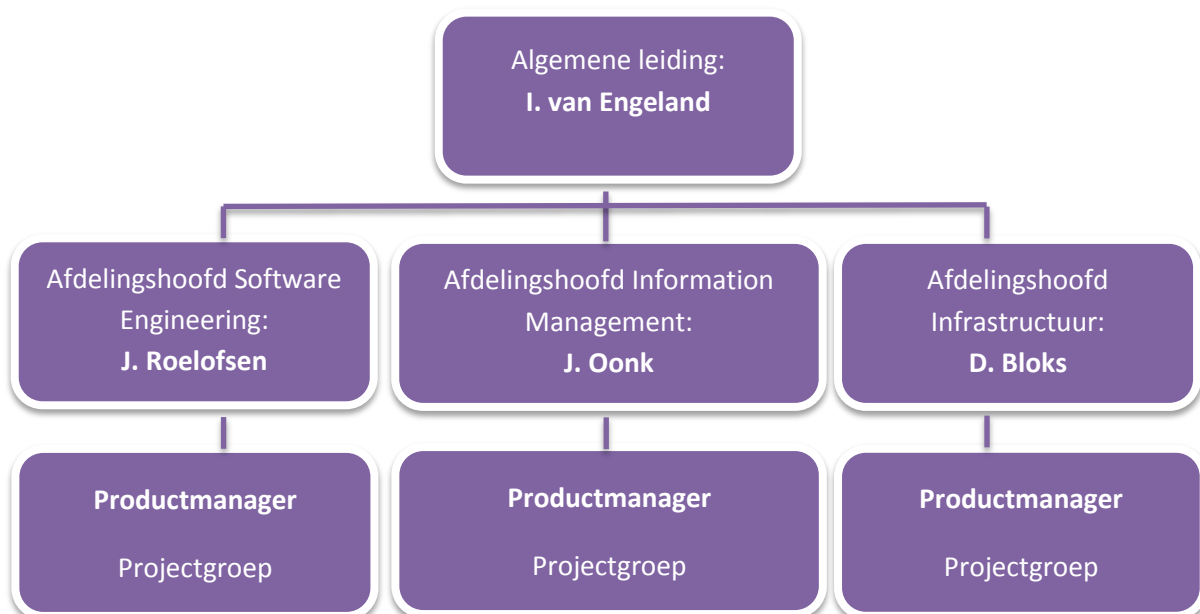 Algemene leiding:
I. van Engeland
Afdelingshoofd Software
Engineering:
J. Roelofsen
Afdelingshoofd Information
Management:
J. Oonk
Afdelingshoofd
Infrastructuur:
D. Bloks
Productmanager
Projectgroep
Productmanager
Projectgroep
Productmanager
Projectgroep